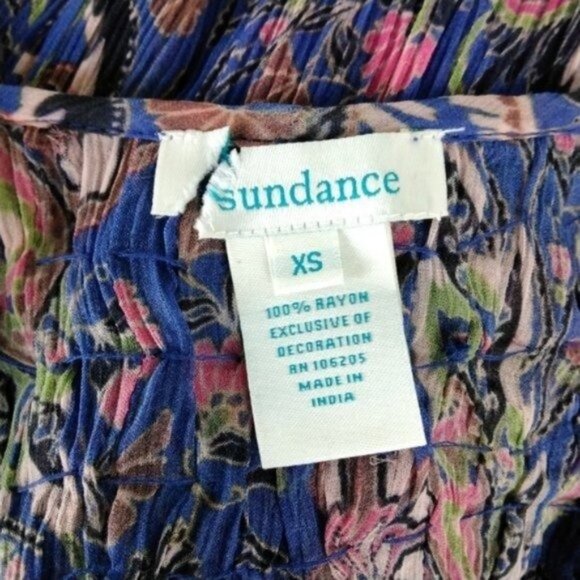 sundance
XS
100% RAYON
EXCLUSIVE OF
DECORATION
RN 106205
MADE IN
INDIA